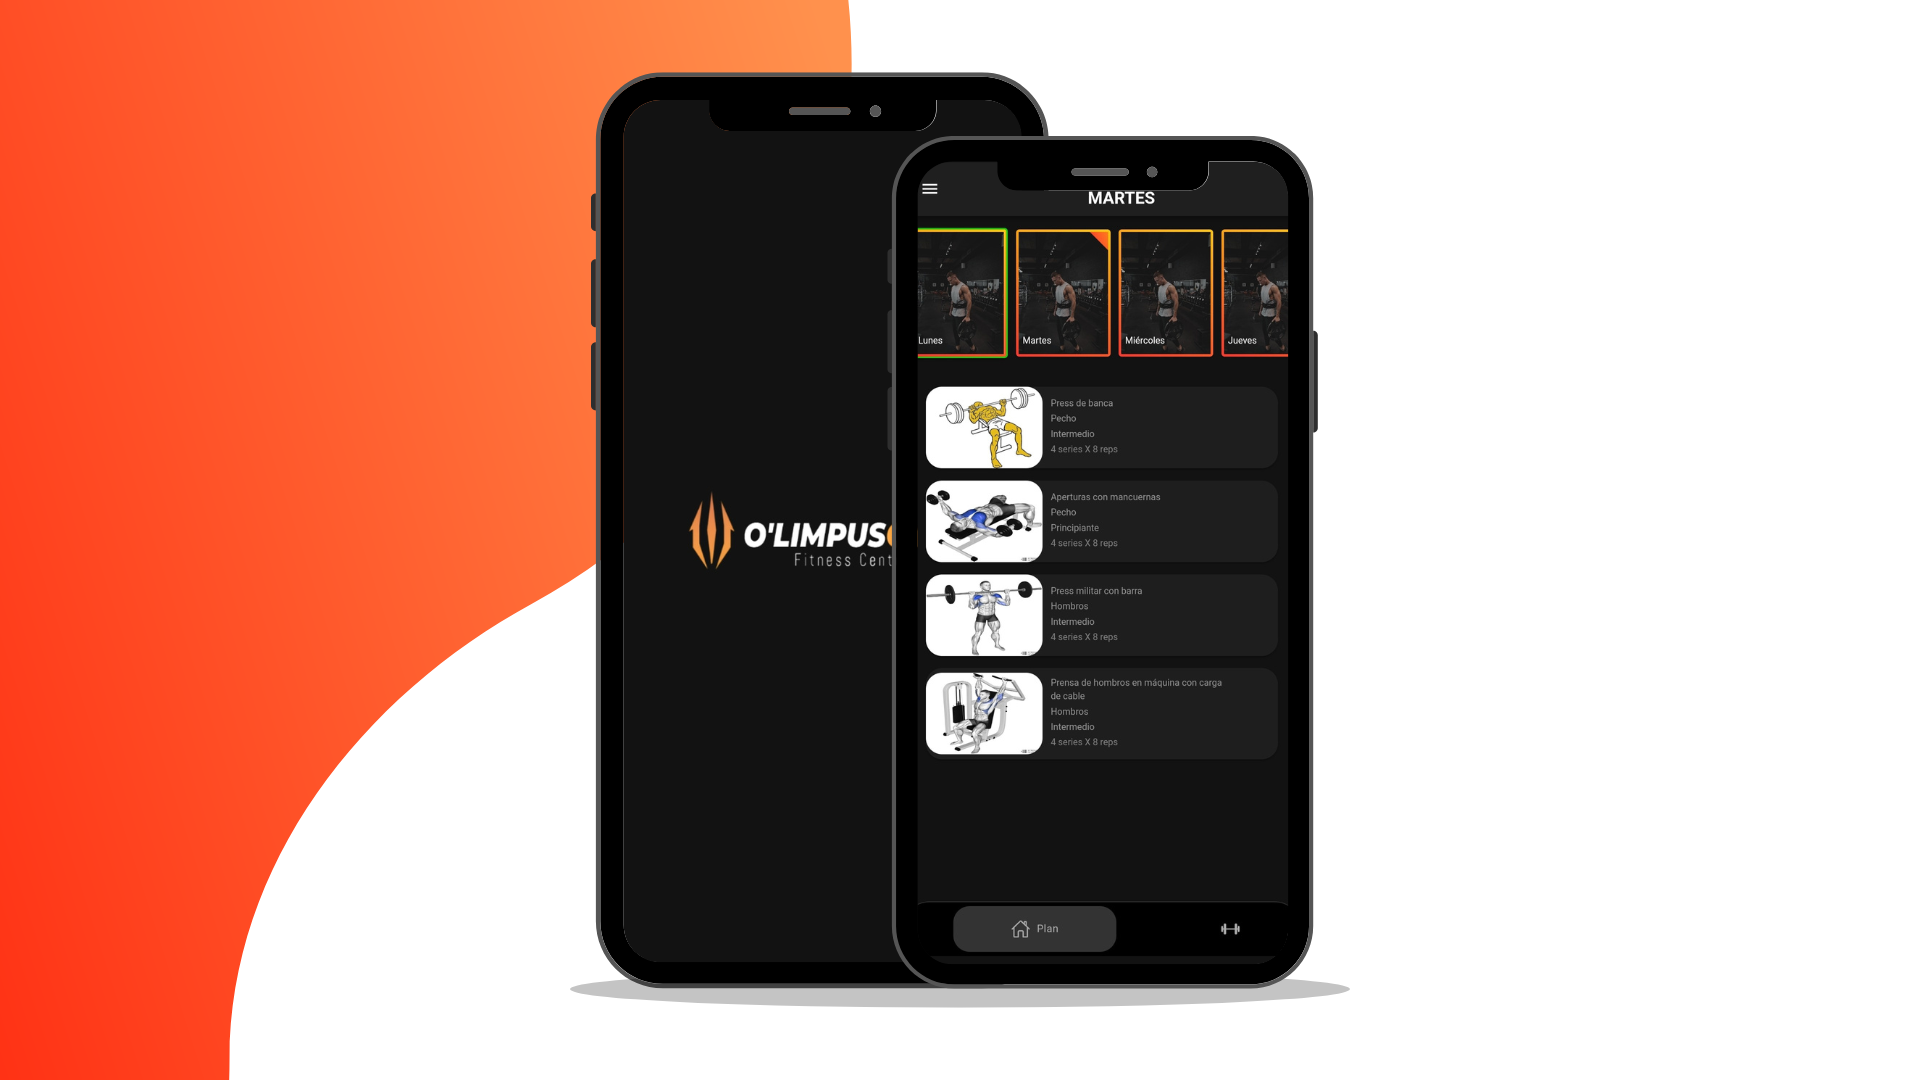 O'LIMPUS
Fitness Cent
MARTES
Lunes
Martes
Miércoles
Jueves
Press de banca
Pecho
Intermedio
4 series X 8 reps
Aperturas con mancuernas
Pecho
Principiante
4 series X 8 reps
Press militar con barra
Hombros
Intermedio
4 series X 8 reps
Prensa de hombros en máquina con carga
de cable
Hombros
Intermedio
4 series X 8 reps
Plan